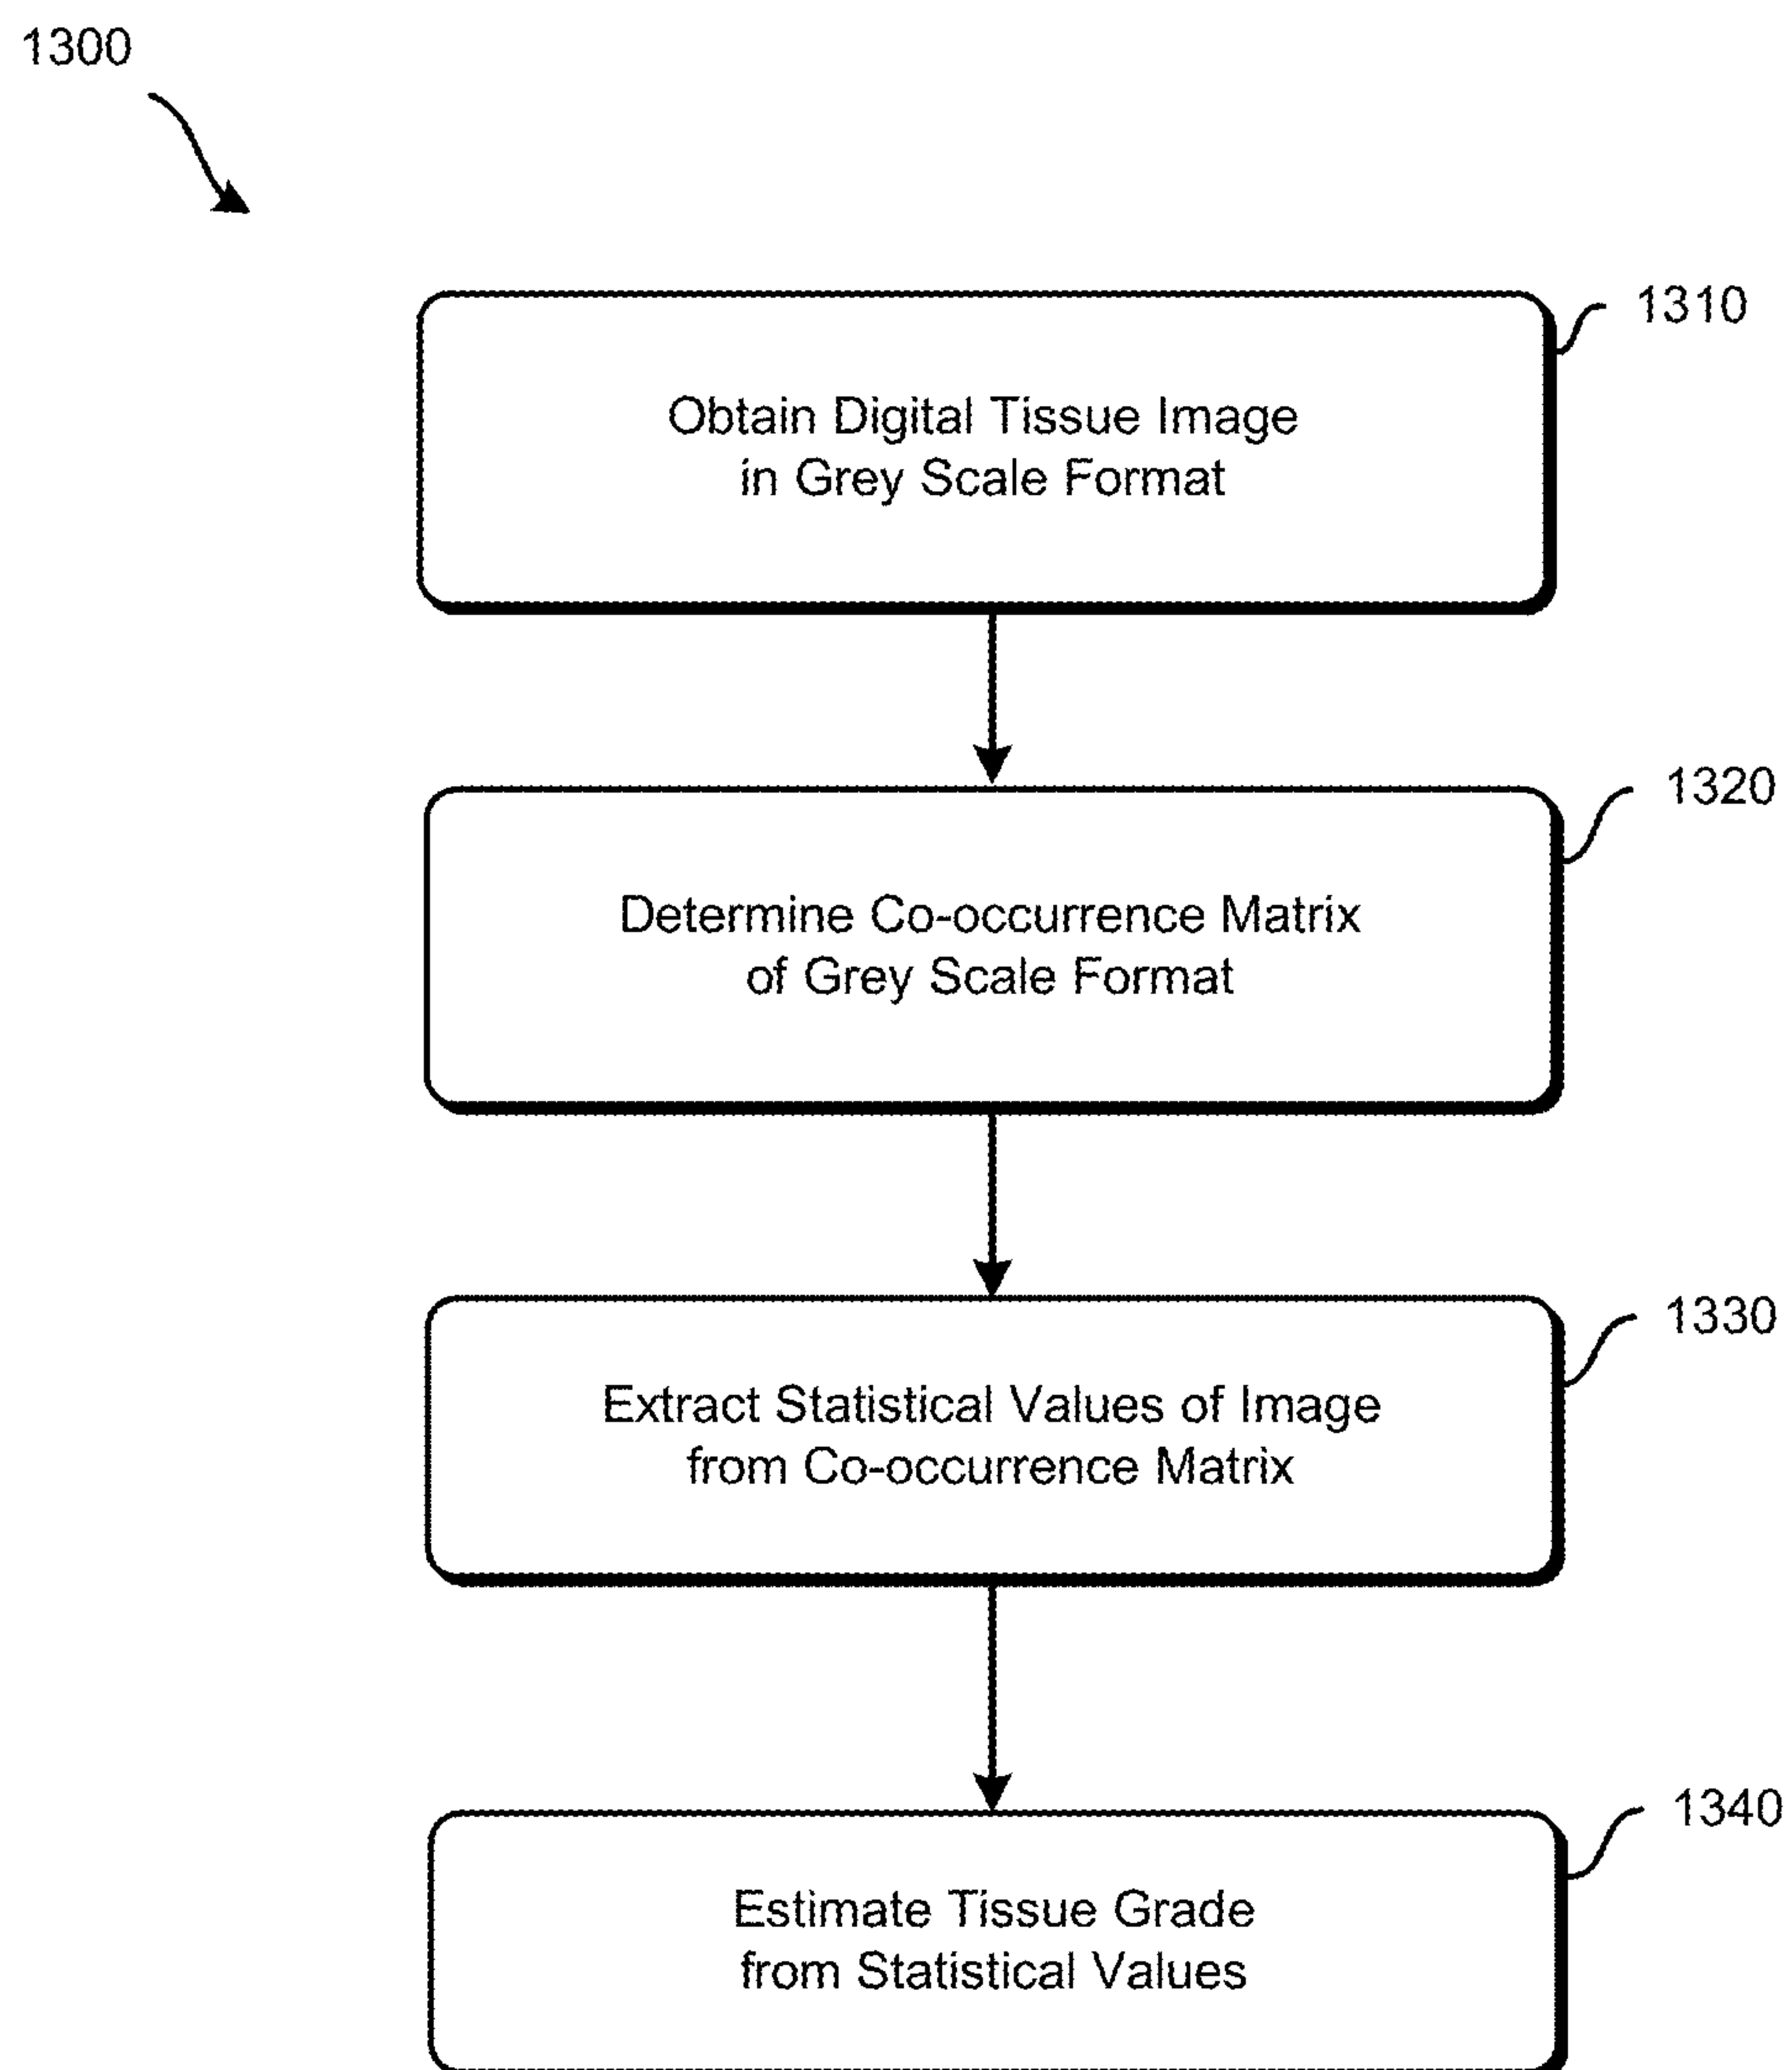 1300
1310
Obtain Digital Tissue Image
in Grey Scale Format
1320
Determine Co-occurrence Matrix
of Grey Scale Format
1330
Extract Statistical Values of Image
from Co-occurrence Matrix
1340
Estimate Tissue Grade
from Statistical Values